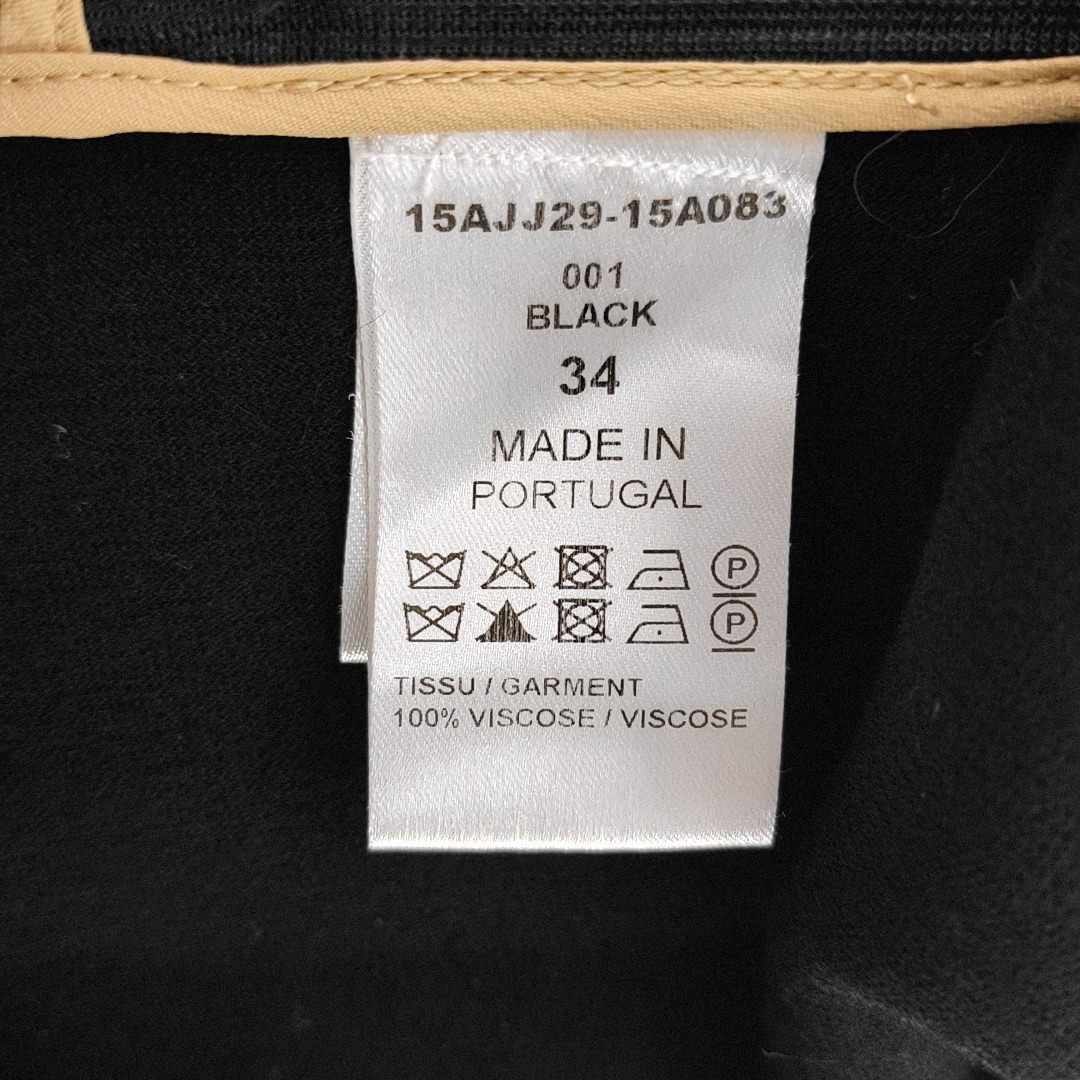 15AJJ29-15A083
001
BLACK
34
MADE IN
PORTUGAL
P
P
TISSU / GARMENT
100% VISCOSE / VISCOSE